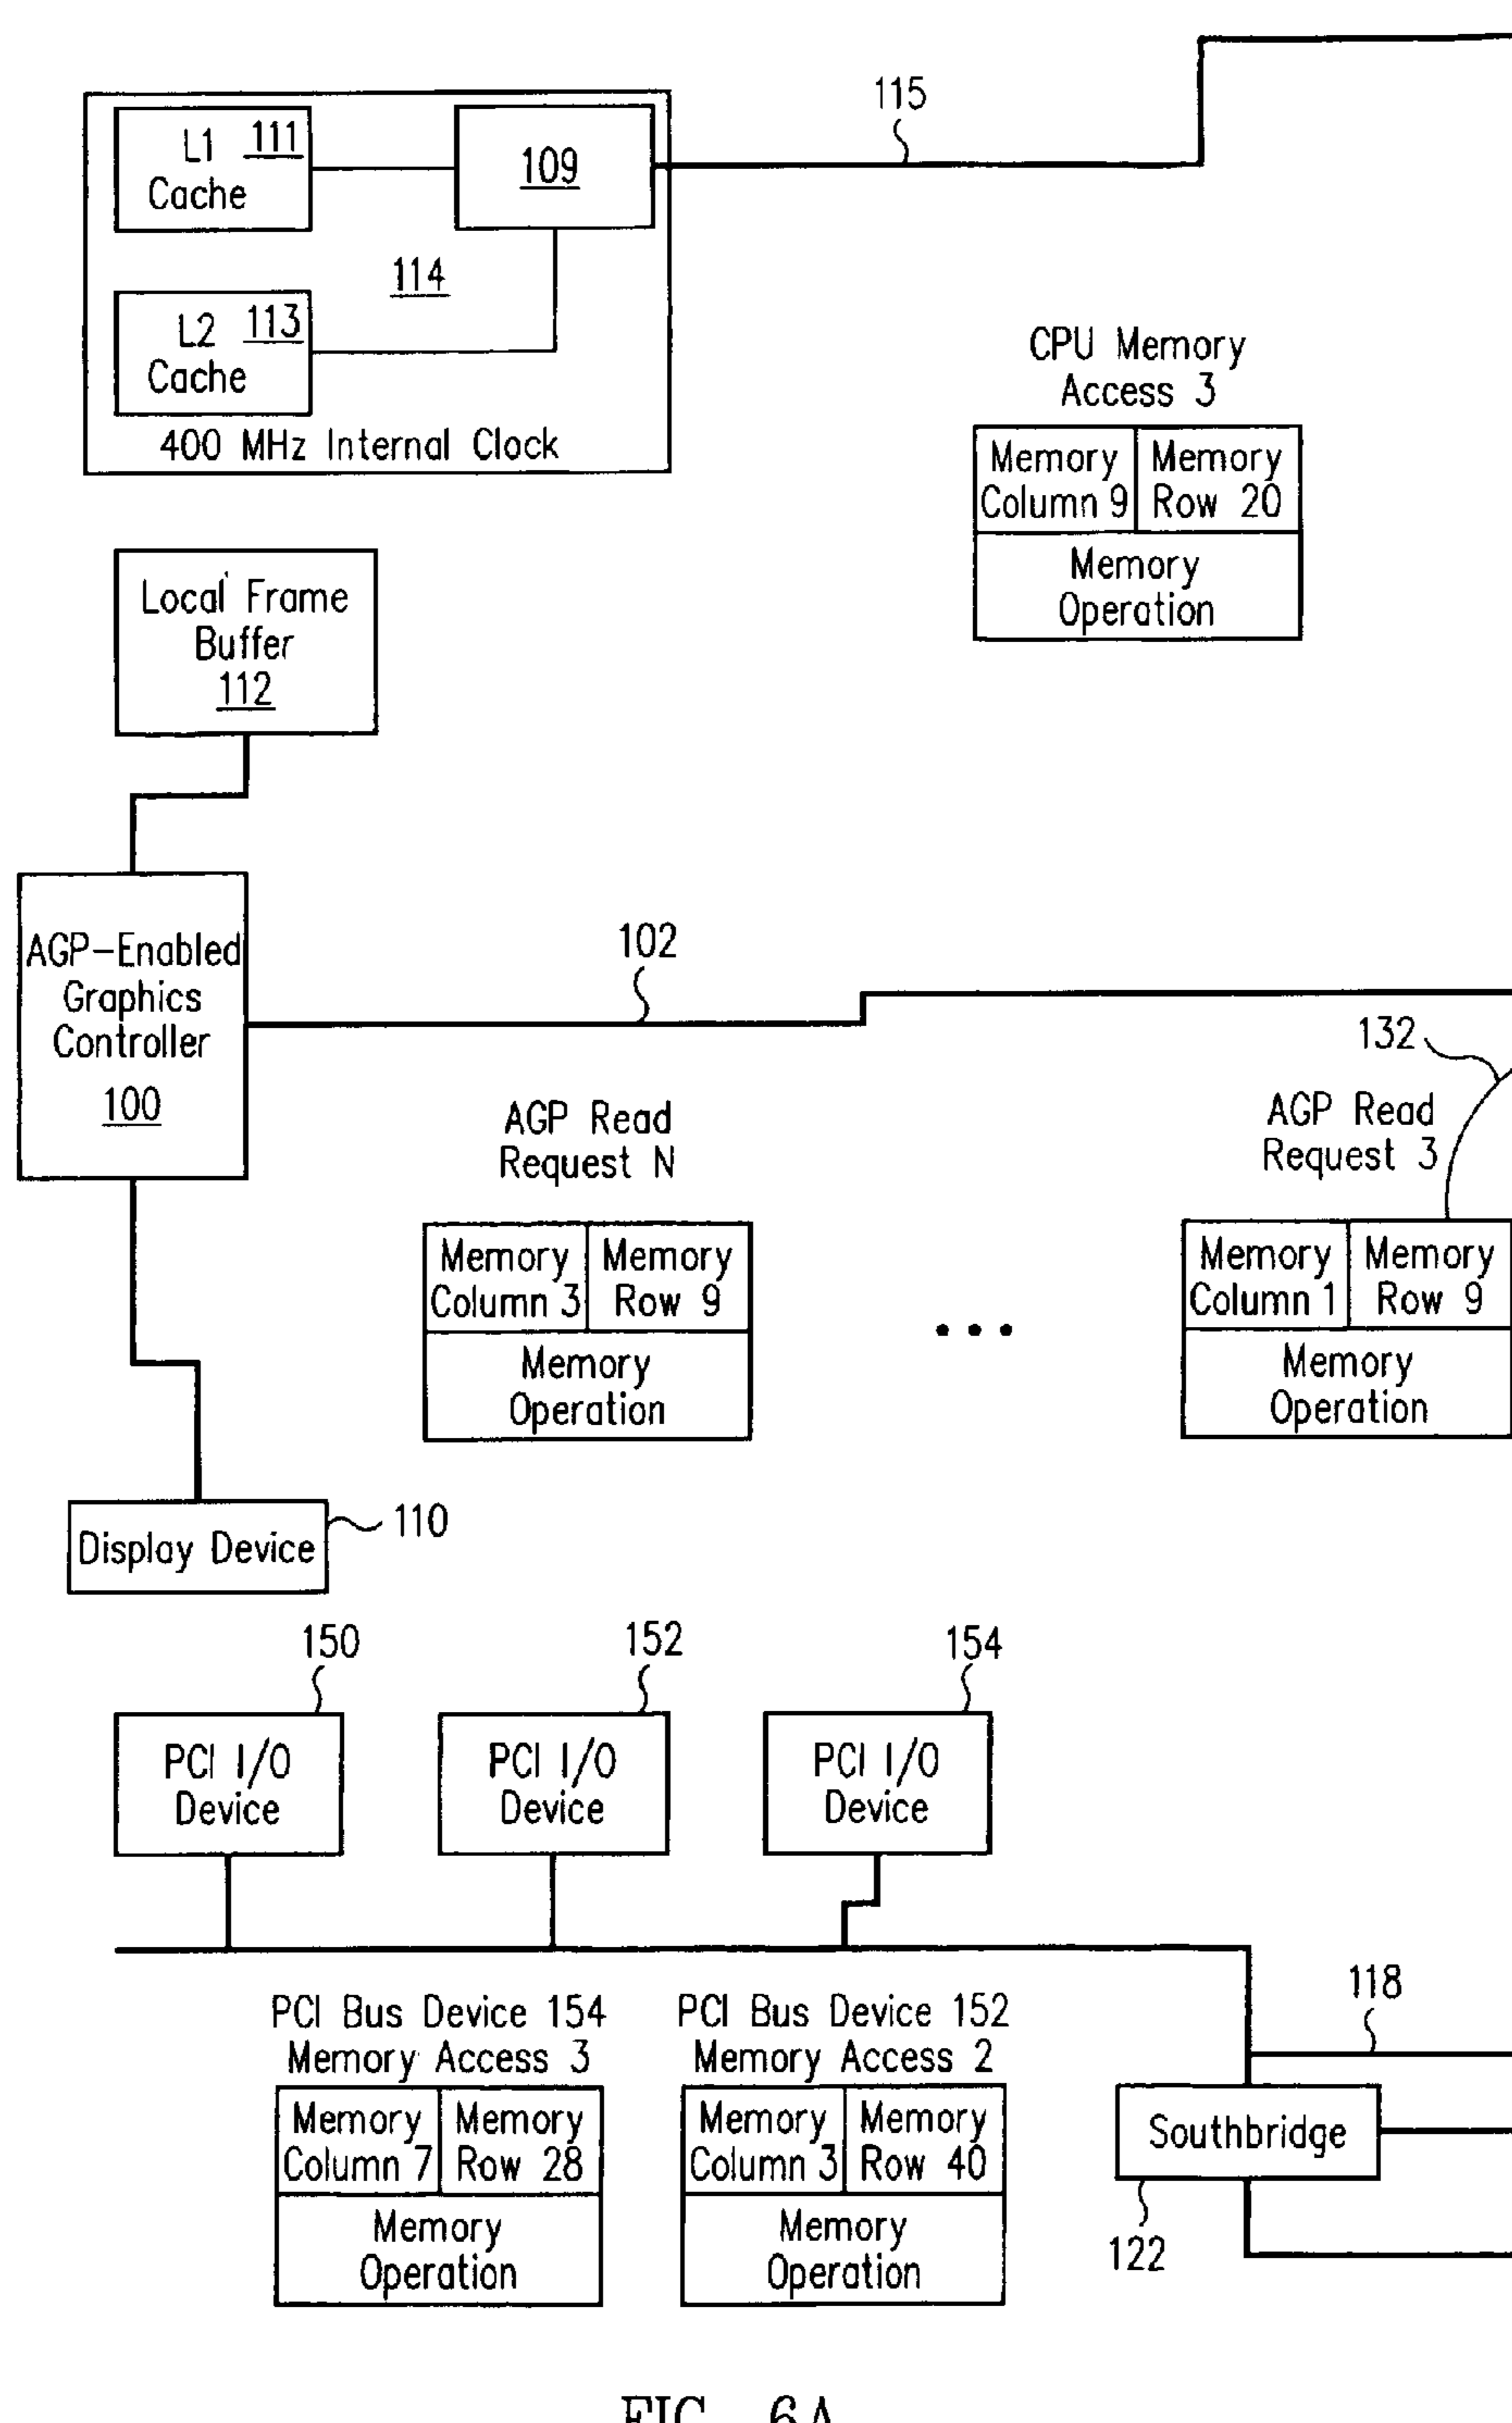 115
L1 111
Cache
109
114
L2 113
Cache
400 MHz Internal Clock
CPU Memory
Access 3
Memory Memory
Column 9 Row 20
Memory
Operation
Local Frame
Buffer
112
AGP-Enabled
Graphics
Controller
100
102
132
AGP Read
Request N
AGP Read
Request 3
Memory Memory
Column 3 Row 9
Memory
Operation
• • •
Memory Memory
Column 1 Row 9
Memory
Operation
Display Device
110
150
152
154
PCI I/O
Device
PCI I/O
Device
PCI I/O
Device
PCI Bus Device 154
Memory Access 3
Memory Memory
Column 7 Row 28
Memory
Operation
PCI Bus Device 152
Memory Access 2
Memory Memory
Column 3 Row 40
Memory
Operation
118
Southbridge
122
FIG. 6A